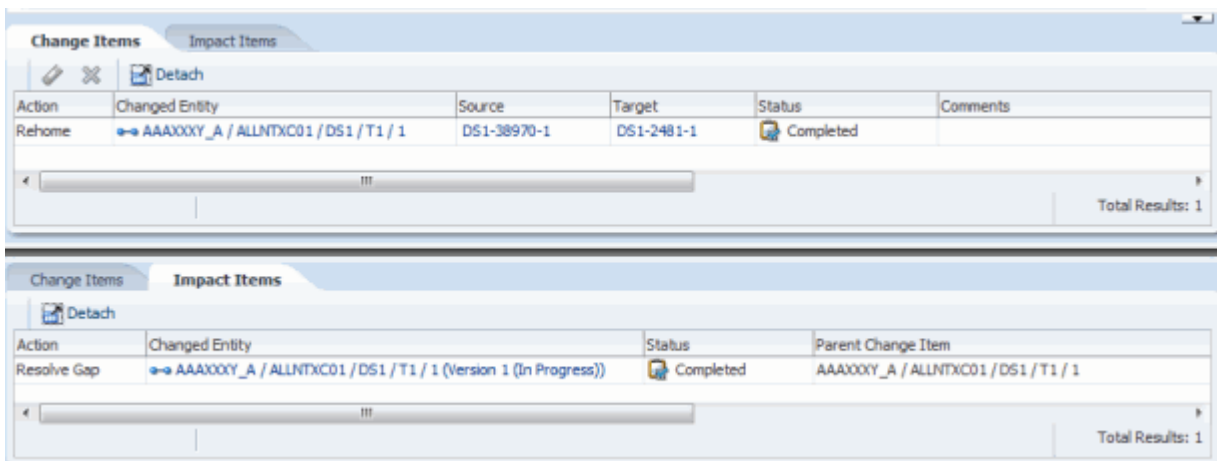 Change Items Impact Items
Detach
Action Changed Entity Source Target Status Comments
Rehome AAAXXXY_A / ALLNTXC01 / DS1 / T1 / 1 DS1-38970-1 DS1-2481-1 Completed
Total Results: 1
Change Items Impact Items
Detach
Action Changed Entity Status Parent Change Item
Resolve Gap AAAXXXY_A / ALLNTXC01 / DS1 / T1 / 1 (Version 1 (In Progress)) Completed AAAXXXY_A / ALLNTXC01 / DS1 / T1 / 1
Total Results: 1